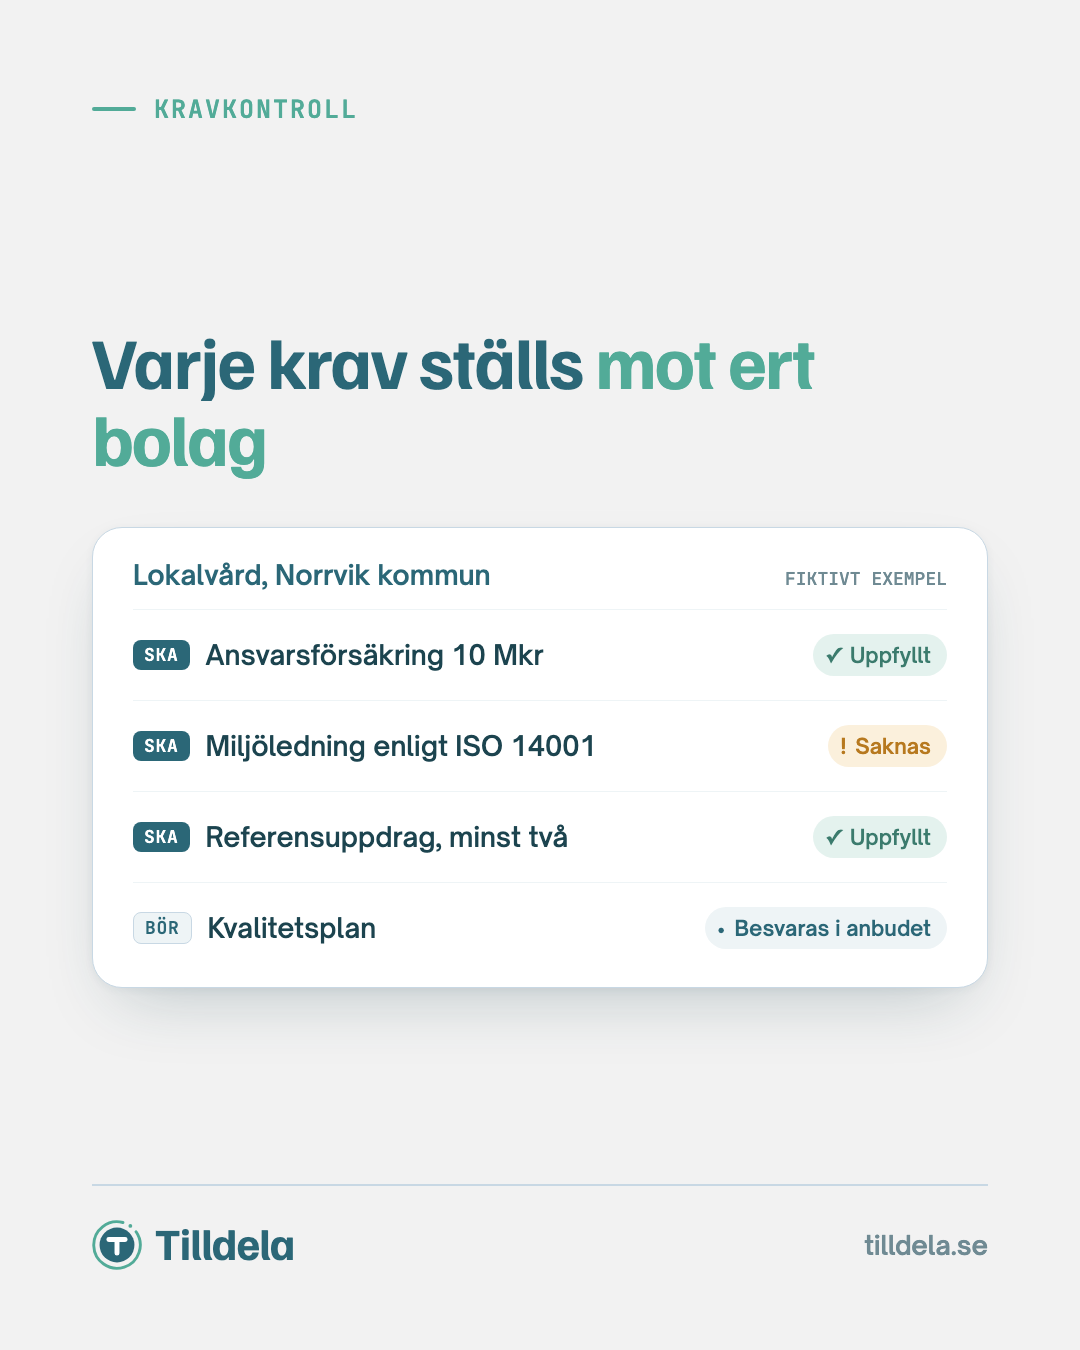 KRAVKONTROLL
Varje krav ställs mot ert
bolag
Lokalvård, Norrvik kommun FIKTIVT EXEMPEL
SKA Ansvarsförsäkring 10 Mkr ✓ Uppfyllt
SKA Miljöledning enligt ISO 14001 ! Saknas
SKA Referensuppdrag, minst två ✓ Uppfyllt
BÖR Kvalitetsplan • Besvaras i anbudet
T Tilldela tilldela.se